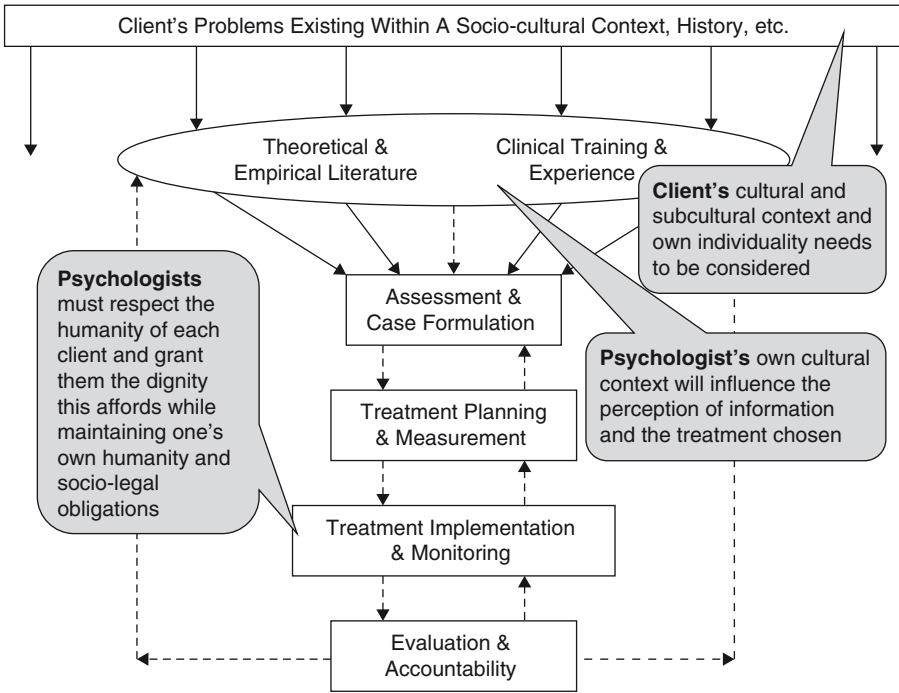 Client's Problems Existing Within A Socio-cultural Context, History, etc.
Theoretical &
Empirical Literature
Clinical Training &
Experience
Client's cultural and
subcultural context and
own individuality needs
to be considered
Psychologists
must respect the
humanity of each
client and grant
them the dignity
this affords while
maintaining one's
own humanity and
socio-legal
obligations
Assessment &
Case Formulation
Psychologist's own cultural
context will influence the
perception of information
and the treatment chosen
Treatment Planning
& Measurement
Treatment Implementation
& Monitoring
Evaluation &
Accountability